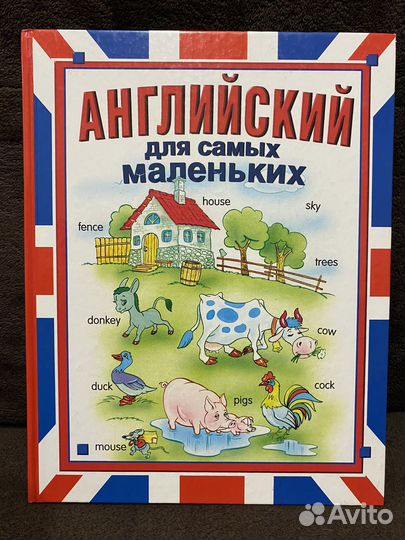 АНГЛИЙСКИЙ
для самых
маленьких
house
sky
fence
trees
donkey
cow
duck
pigs
cock
mouse
Avito